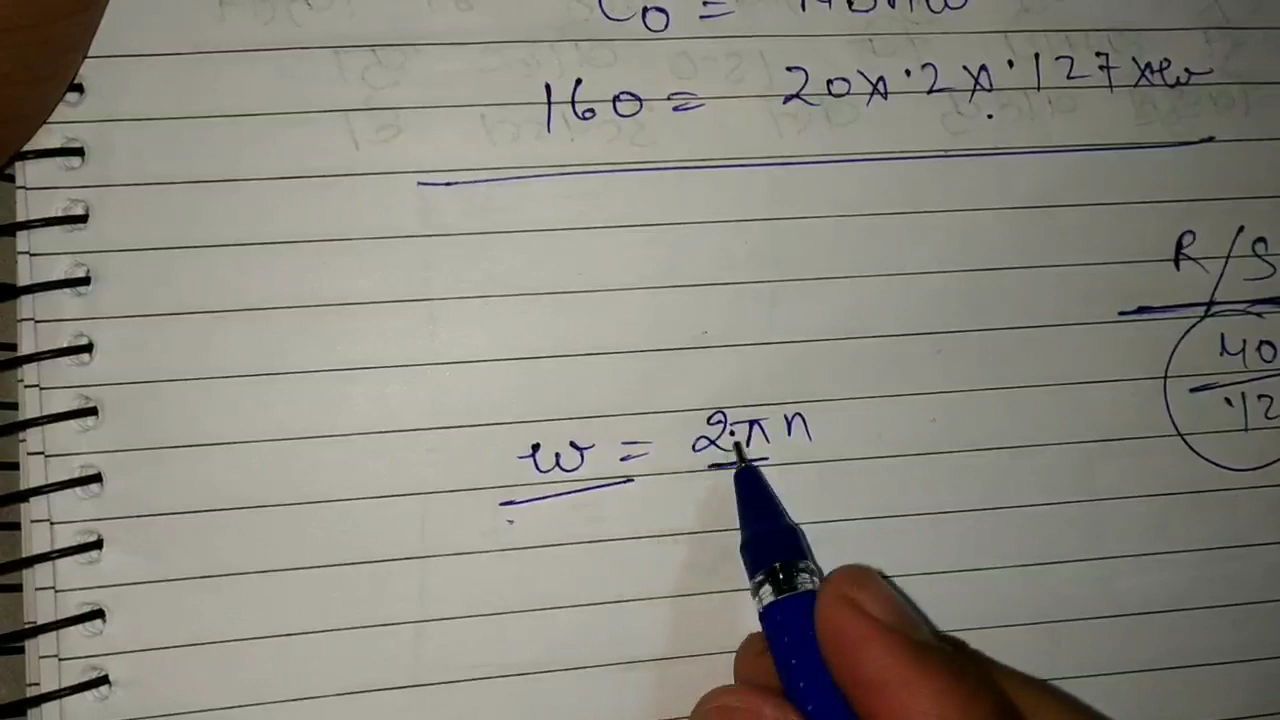 160 = 20x.2x.127xw
R/S
40
.12
w = 2πn